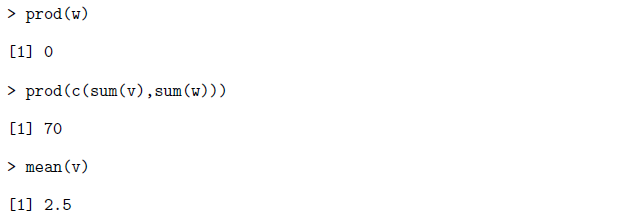 > prod(w)
[1] 0
> prod(c(sum(v),sum(w)))
[1] 70
> mean(v)
[1] 2.5